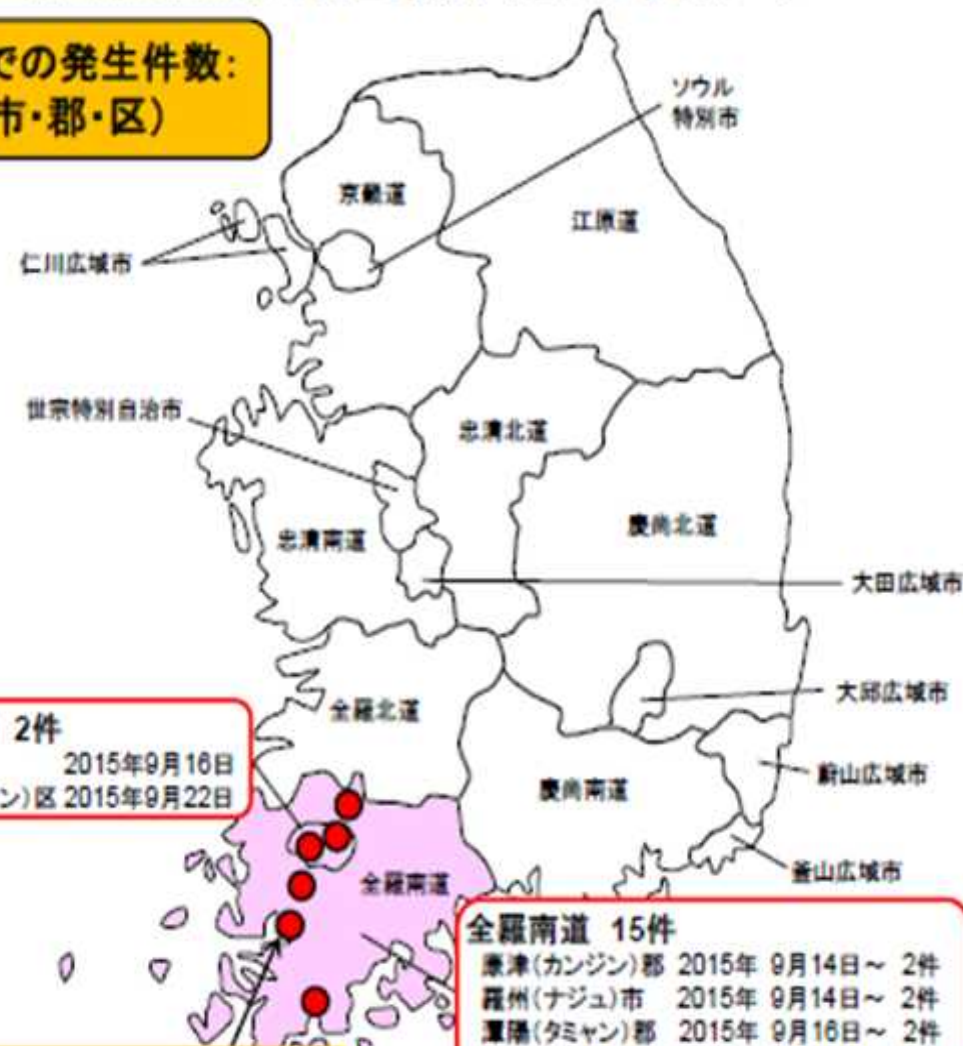 での発生件数:
市・郡・区）
ソウル
特別市
京畿道
江原道
仁川広域市
世宗特別自治市
忠清北道
忠清南道
慶尚北道
大田広域市
大邱広域市
全羅北道
2件
2015年9月16日
ン）区 2015年9月22日
慶尚南道
蔚山広域市
釜山広域市
全羅南道
全羅南道 15件
康津（カンジン）郡 2015年 9月14日～ 2件
羅州（ナジュ）市 2015年 9月14日～ 2件
潭陽（タミャン）郡 2015年 9月16日～ 2件